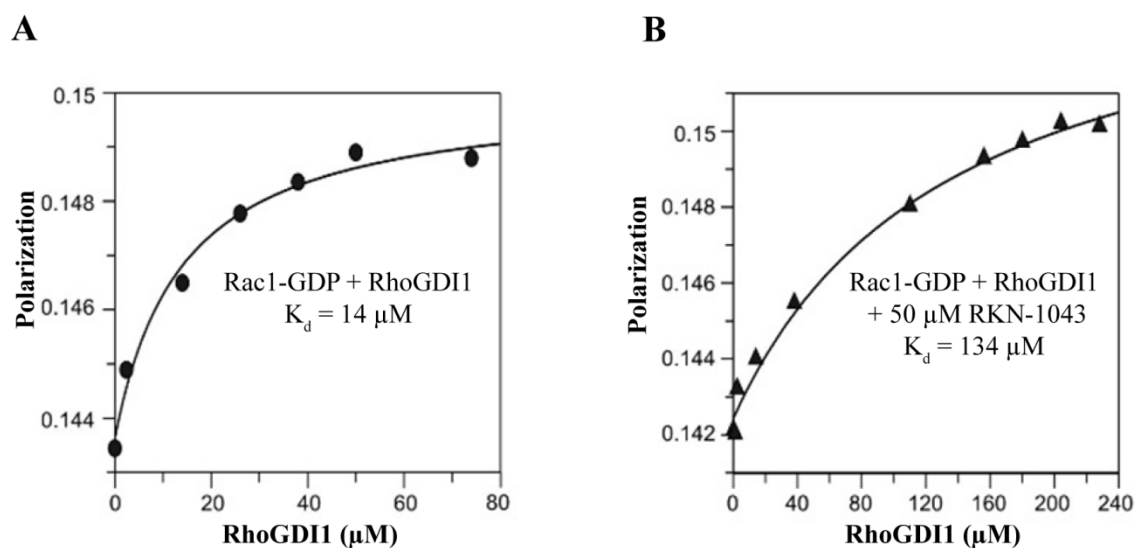 A
Polarization
0.15
0.148
0.146
0.144
Rac1-GDP + RhoGDI1
Kd = 14 µM
0 20 40 60 80
RhoGDI1 (µM)
B
Polarization
0.15
0.148
0.146
0.144
0.142
Rac1-GDP + RhoGDI1
+ 50 µM RKN-1043
Kd = 134 µM
0 40 80 120 160 200 240
RhoGDI1 (µM)